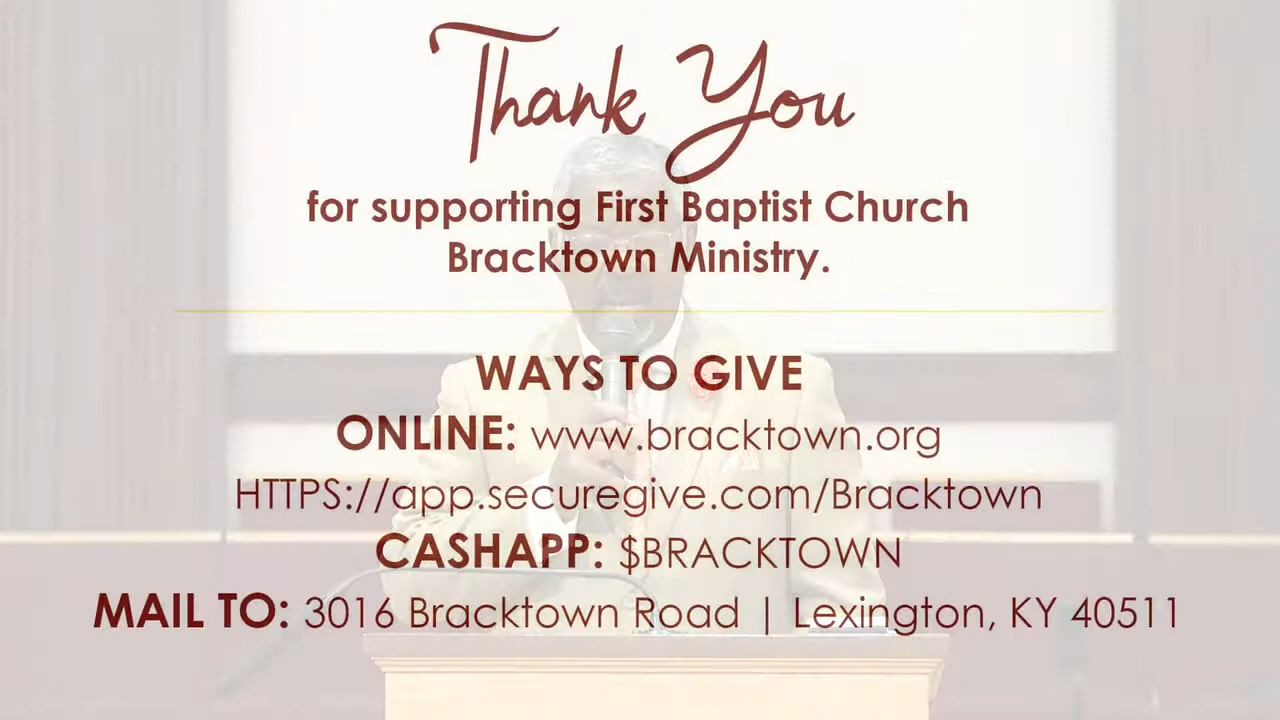 Thank You
for supporting First Baptist Church
Bracktown Ministry.
WAYS TO GIVE
ONLINE: www.bracktown.org
HTTPS://app.securegive.com/Bracktown
CASHAPP: $BRACKTOWN
MAIL TO: 3016 Bracktown Road | Lexington, KY 40511